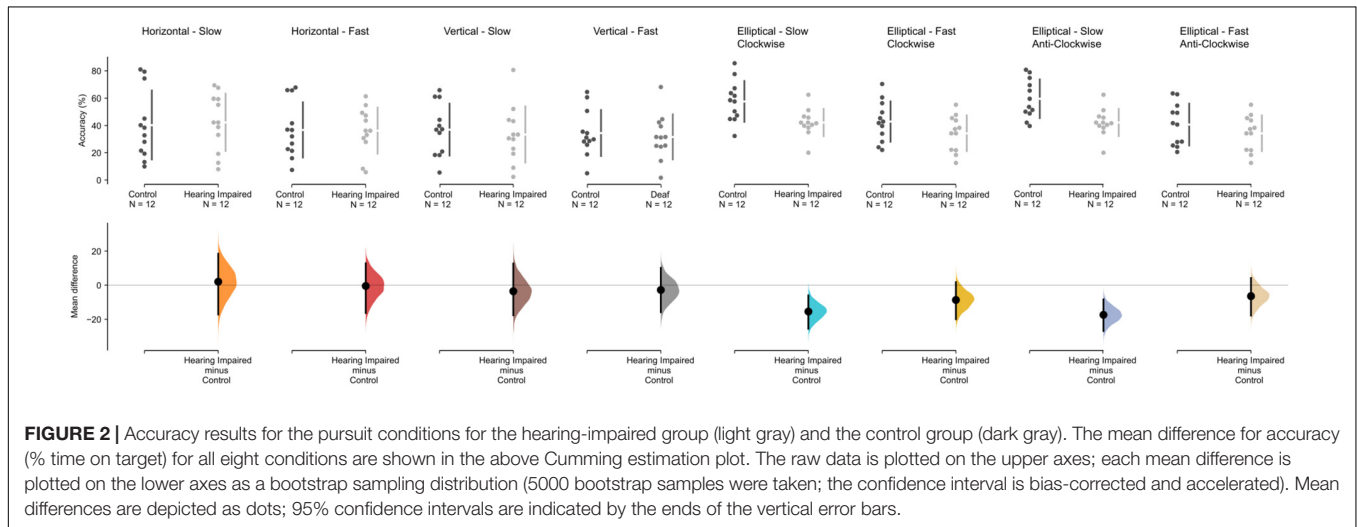 Horizontal - Slow
Horizontal - Fast
Vertical - Slow
Vertical - Fast
Elliptical - Slow
Clockwise
Elliptical - Fast
Clockwise
Elliptical - Slow
Anti-Clockwise
Elliptical - Fast
Anti-Clockwise
Accuracy (%)
80
60
40
20
0
Control
N = 12
Hearing Impaired
N = 12
Control
N = 12
Hearing Impaired
N = 12
Control
N = 12
Hearing Impaired
N = 12
Control
N = 12
Deaf
N = 12
Control
N = 12
Hearing Impaired
N = 12
Control
N = 12
Hearing Impaired
N = 12
Control
N = 12
Hearing Impaired
N = 12
Control
N = 12
Hearing Impaired
N = 12
Mean difference
20
0
−20
Hearing Impaired
minus
Control
Hearing Impaired
minus
Control
Hearing Impaired
minus
Control
Hearing Impaired
minus
Control
Hearing Impaired
minus
Control
Hearing Impaired
minus
Control
Hearing Impaired
minus
Control
Hearing Impaired
minus
Control
FIGURE 2 | Accuracy results for the pursuit conditions for the hearing-impaired group (light gray) and the control group (dark gray). The mean difference for accuracy
(% time on target) for all eight conditions are shown in the above Cumming estimation plot. The raw data is plotted on the upper axes; each mean difference is
plotted on the lower axes as a bootstrap sampling distribution (5000 bootstrap samples were taken; the confidence interval is bias-corrected and accelerated). Mean
differences are depicted as dots; 95% confidence intervals are indicated by the ends of the vertical error bars.